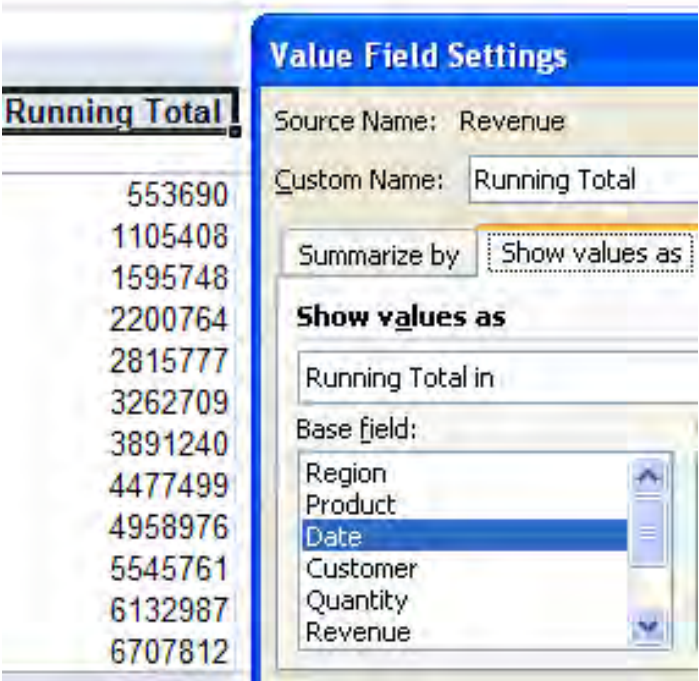 Running Total
553690
1105408
1595748
2200764
2815777
3262709
3891240
4477499
4958976
5545761
6132987
6707812
Value Field Settings
Source Name: Revenue
Custom Name: Running Total
Summarize by Show values as
Show values as
Running Total in
Base field:
Region
Product
Date
Customer
Quantity
Revenue